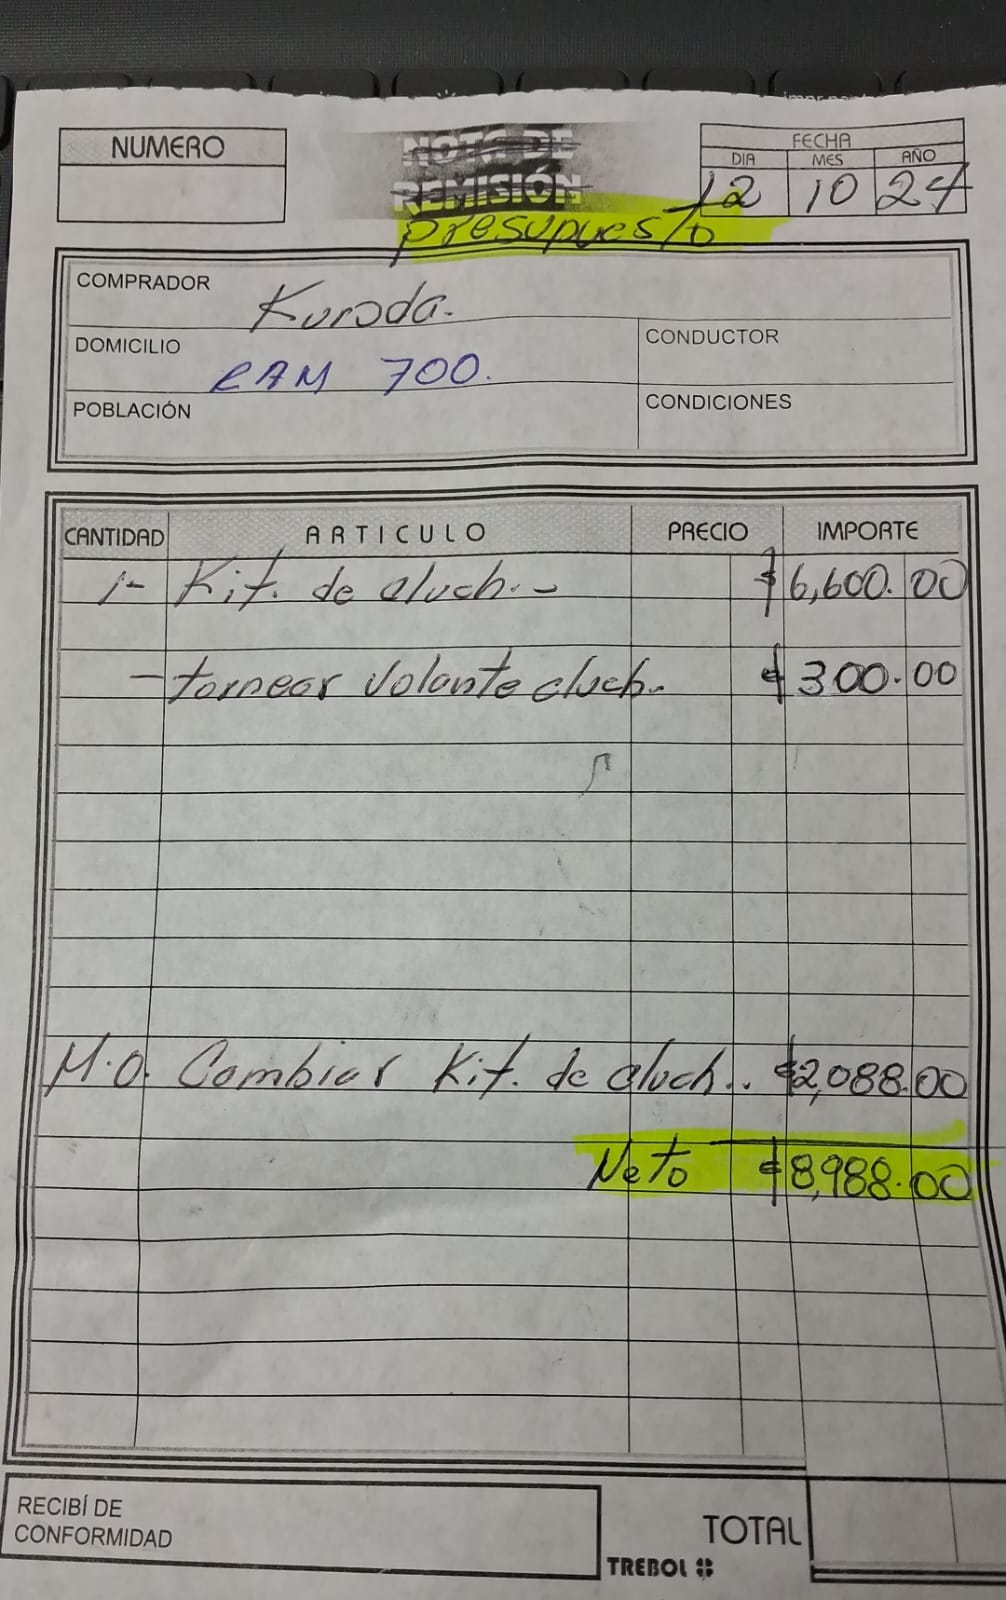 NUMERO
NOTA DE
REMISIÓN
presupuesto
FECHA
DIA MES AÑO
12 10 24
COMPRADOR Kuroda.
DOMICILIO RAM 700.
CONDUCTOR
POBLACIÓN
CONDICIONES
CANTIDAD ARTICULO PRECIO IMPORTE
1- Kit. de cluch.- $6,600.00
- tornear volante cluch. $300.00
M.O. Cambiar Kit. de cluch.. $2,088.00
Neto $8,988.00
RECIBÍ DE
CONFORMIDAD
TOTAL
TREBOL